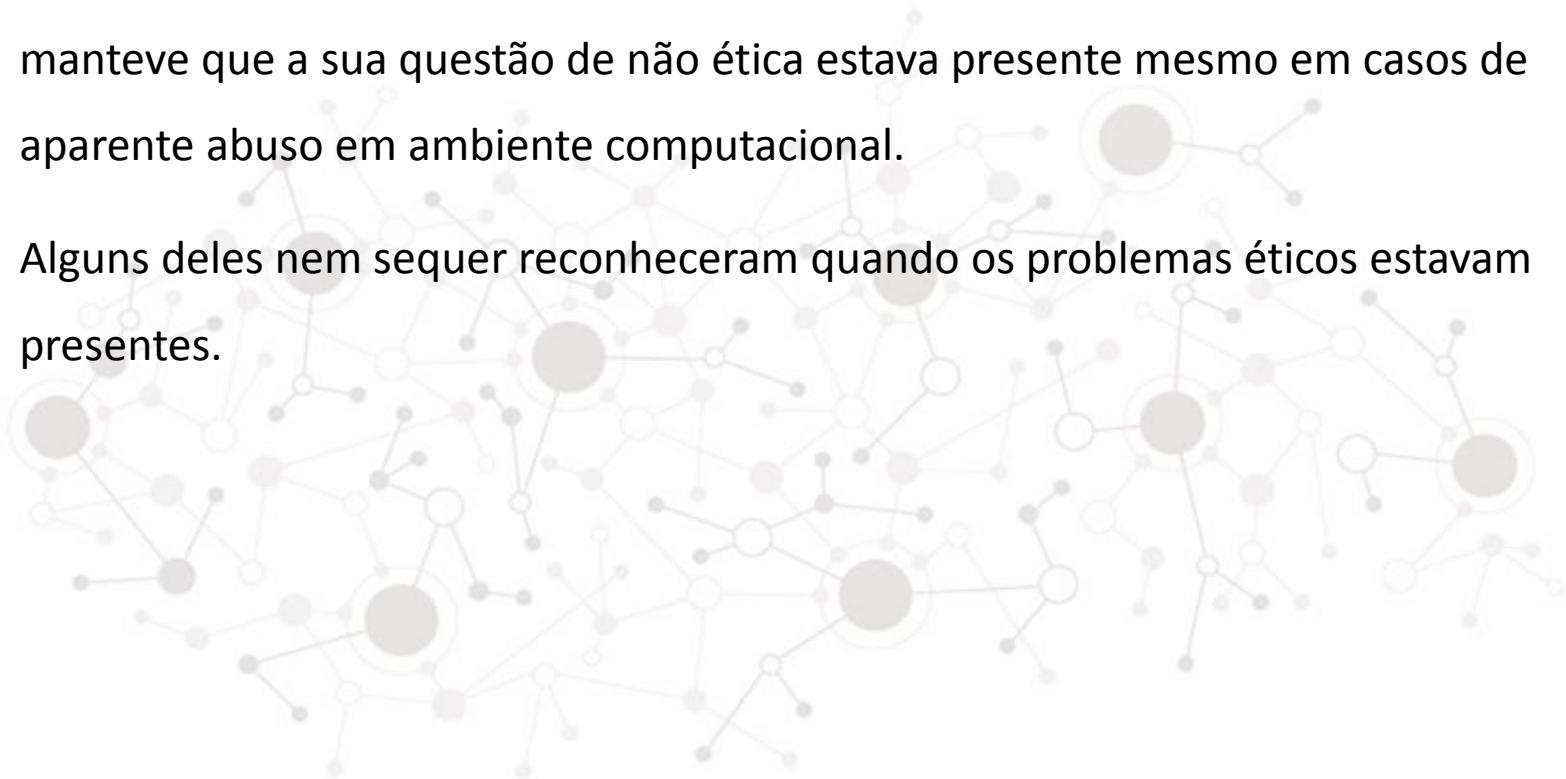 manteve que a sua questão de não ética estava presente mesmo em casos de
aparente abuso em ambiente computacional.
Alguns deles nem sequer reconheceram quando os problemas éticos estavam
presentes.